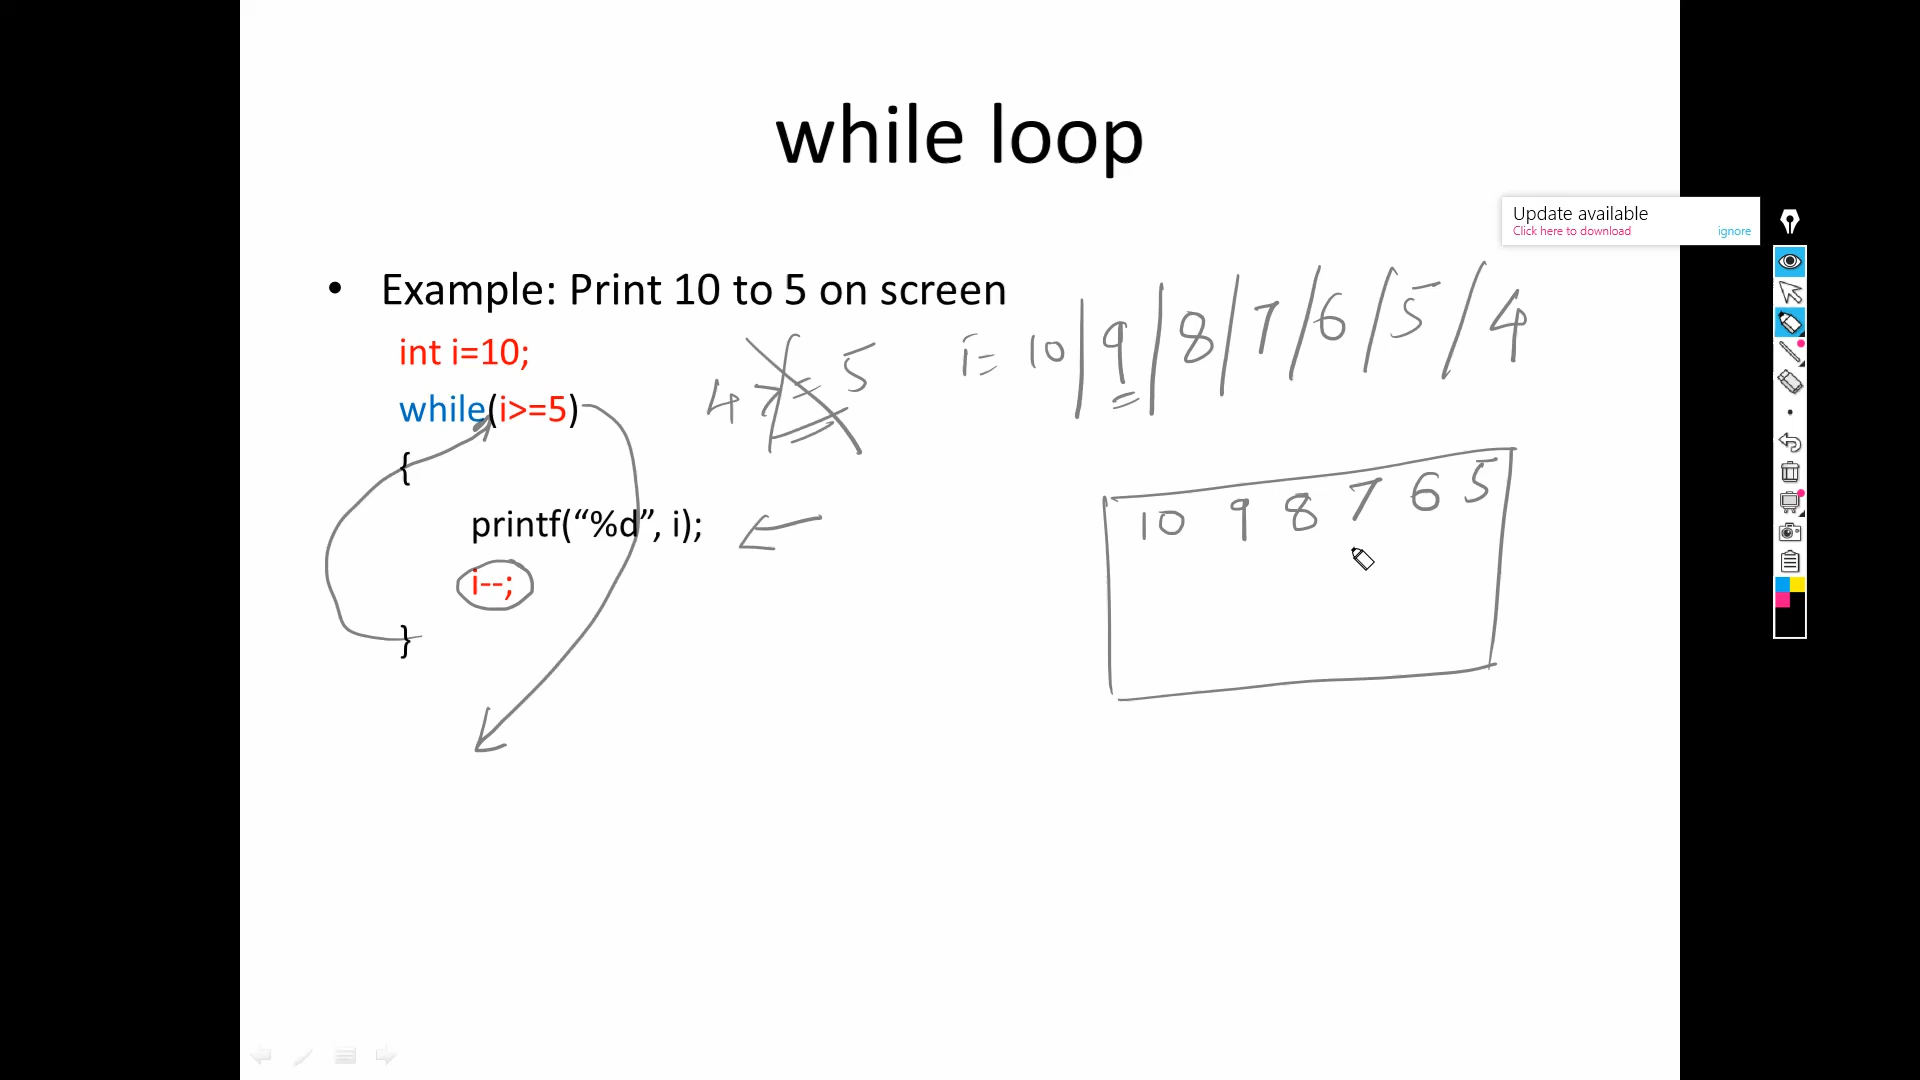 while loop
Update available
Click here to download ignore
• Example: Print 10 to 5 on screen
int i=10;
i= 10 | 9 | 8 | 7 | 6 | 5 / 4
while(i>=5)
4 >= 5
{
10 9 8 7 6 5
printf(“%d”, i);
i--;
}